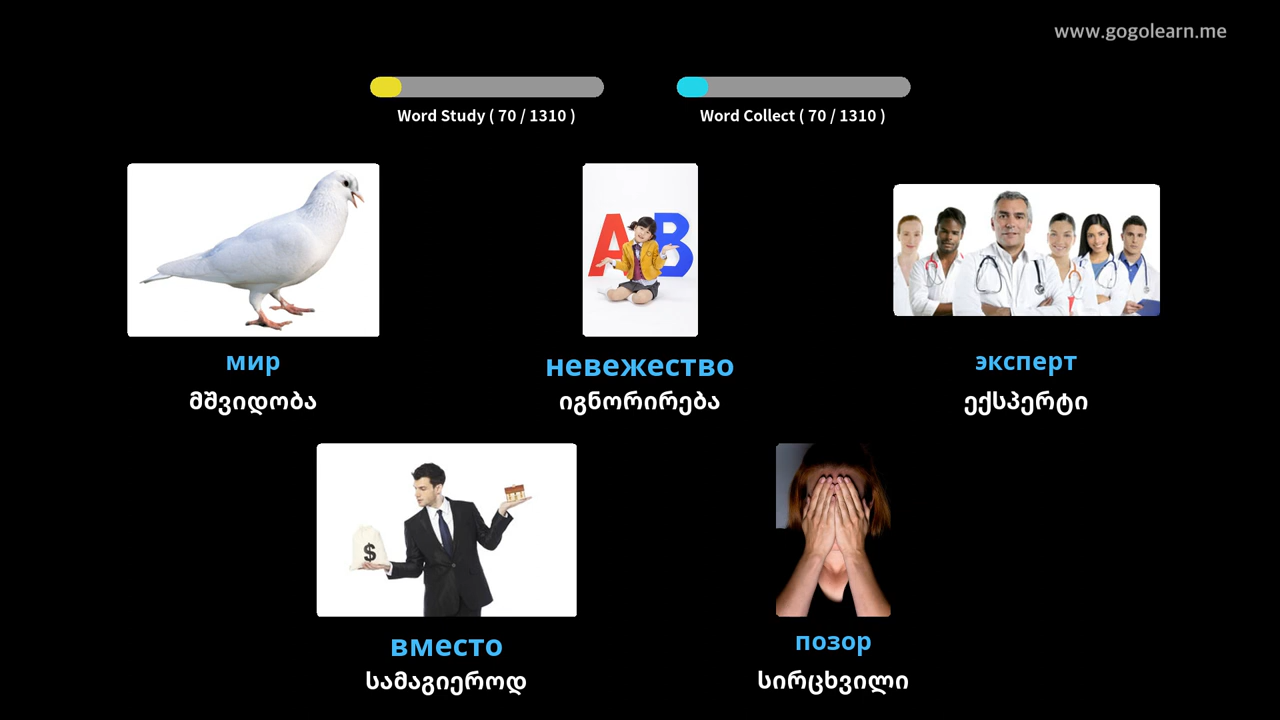 www.gogolearn.me
Word Study ( 70 / 1310 )
Word Collect ( 70 / 1310 )
мир
невежество
эксперт
მშვიდობა
იგნორირება
ექსპერტი
вместо
позор
სამაგიეროდ
სირცხვილი